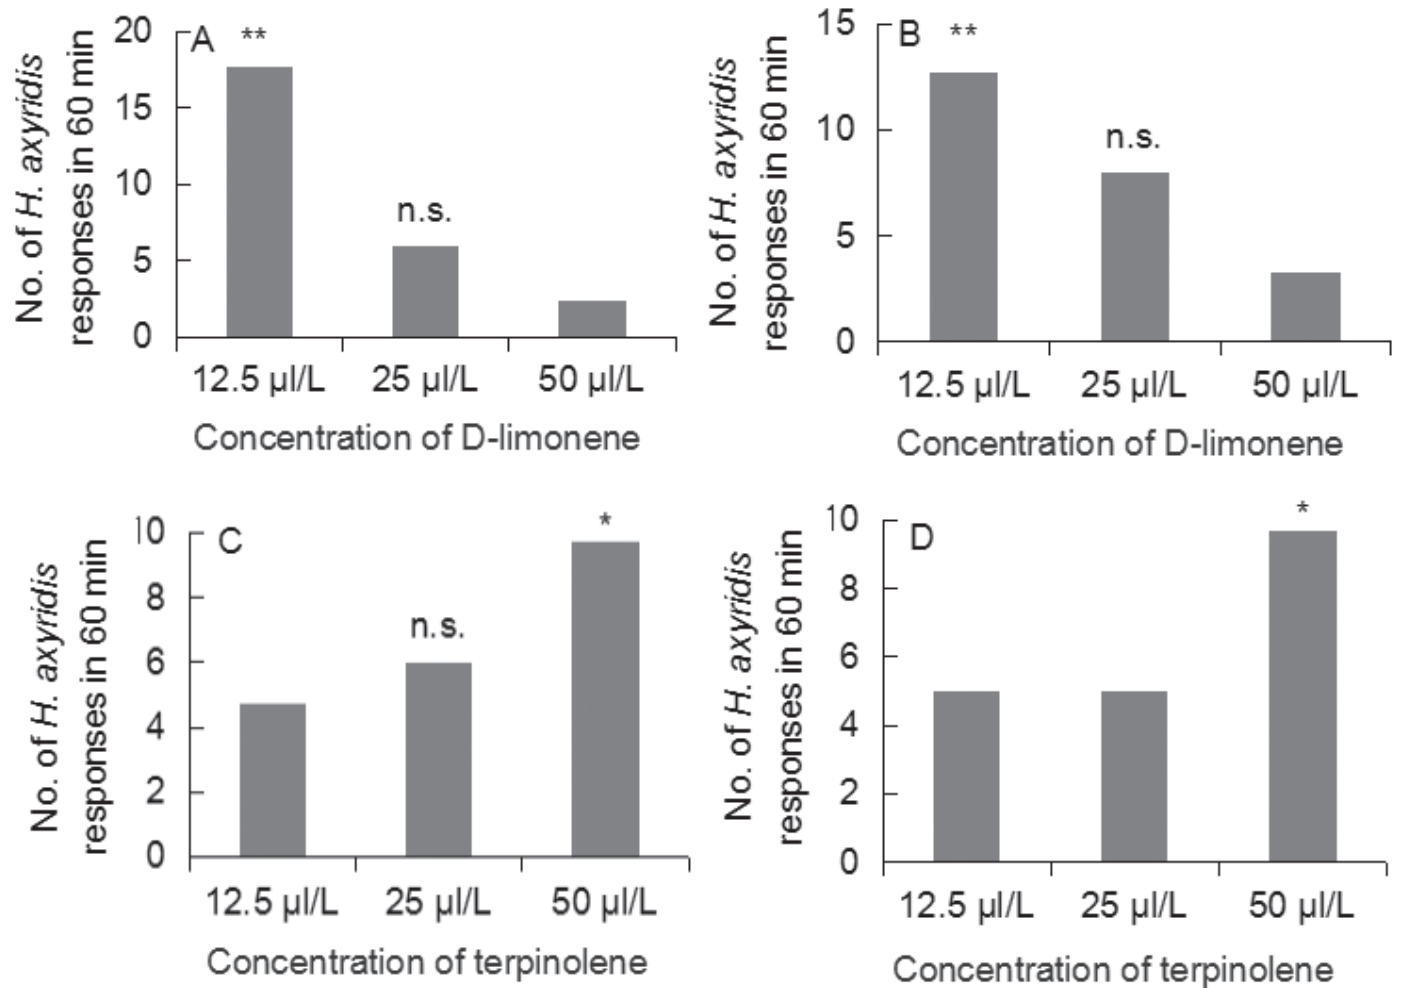 No. of H. axyridis
responses in 60 min
20
15
10
5
0
A
**
n.s.
12.5 µl/L 25 µl/L 50 µl/L
Concentration of D-limonene
No. of H. axyridis
responses in 60 min
15
10
5
0
B
**
n.s.
12.5 µl/L 25 µl/L 50 µl/L
Concentration of D-limonene
No. of H. axyridis
responses in 60 min
10
8
6
4
2
0
C
n.s.
*
12.5 µl/L 25 µl/L 50 µl/L
Concentration of terpinolene
No. of H. axyridis
responses in 60 min
10
8
6
4
2
0
D
*
12.5 µl/L 25 µl/L 50 µl/L
Concentration of terpinolene